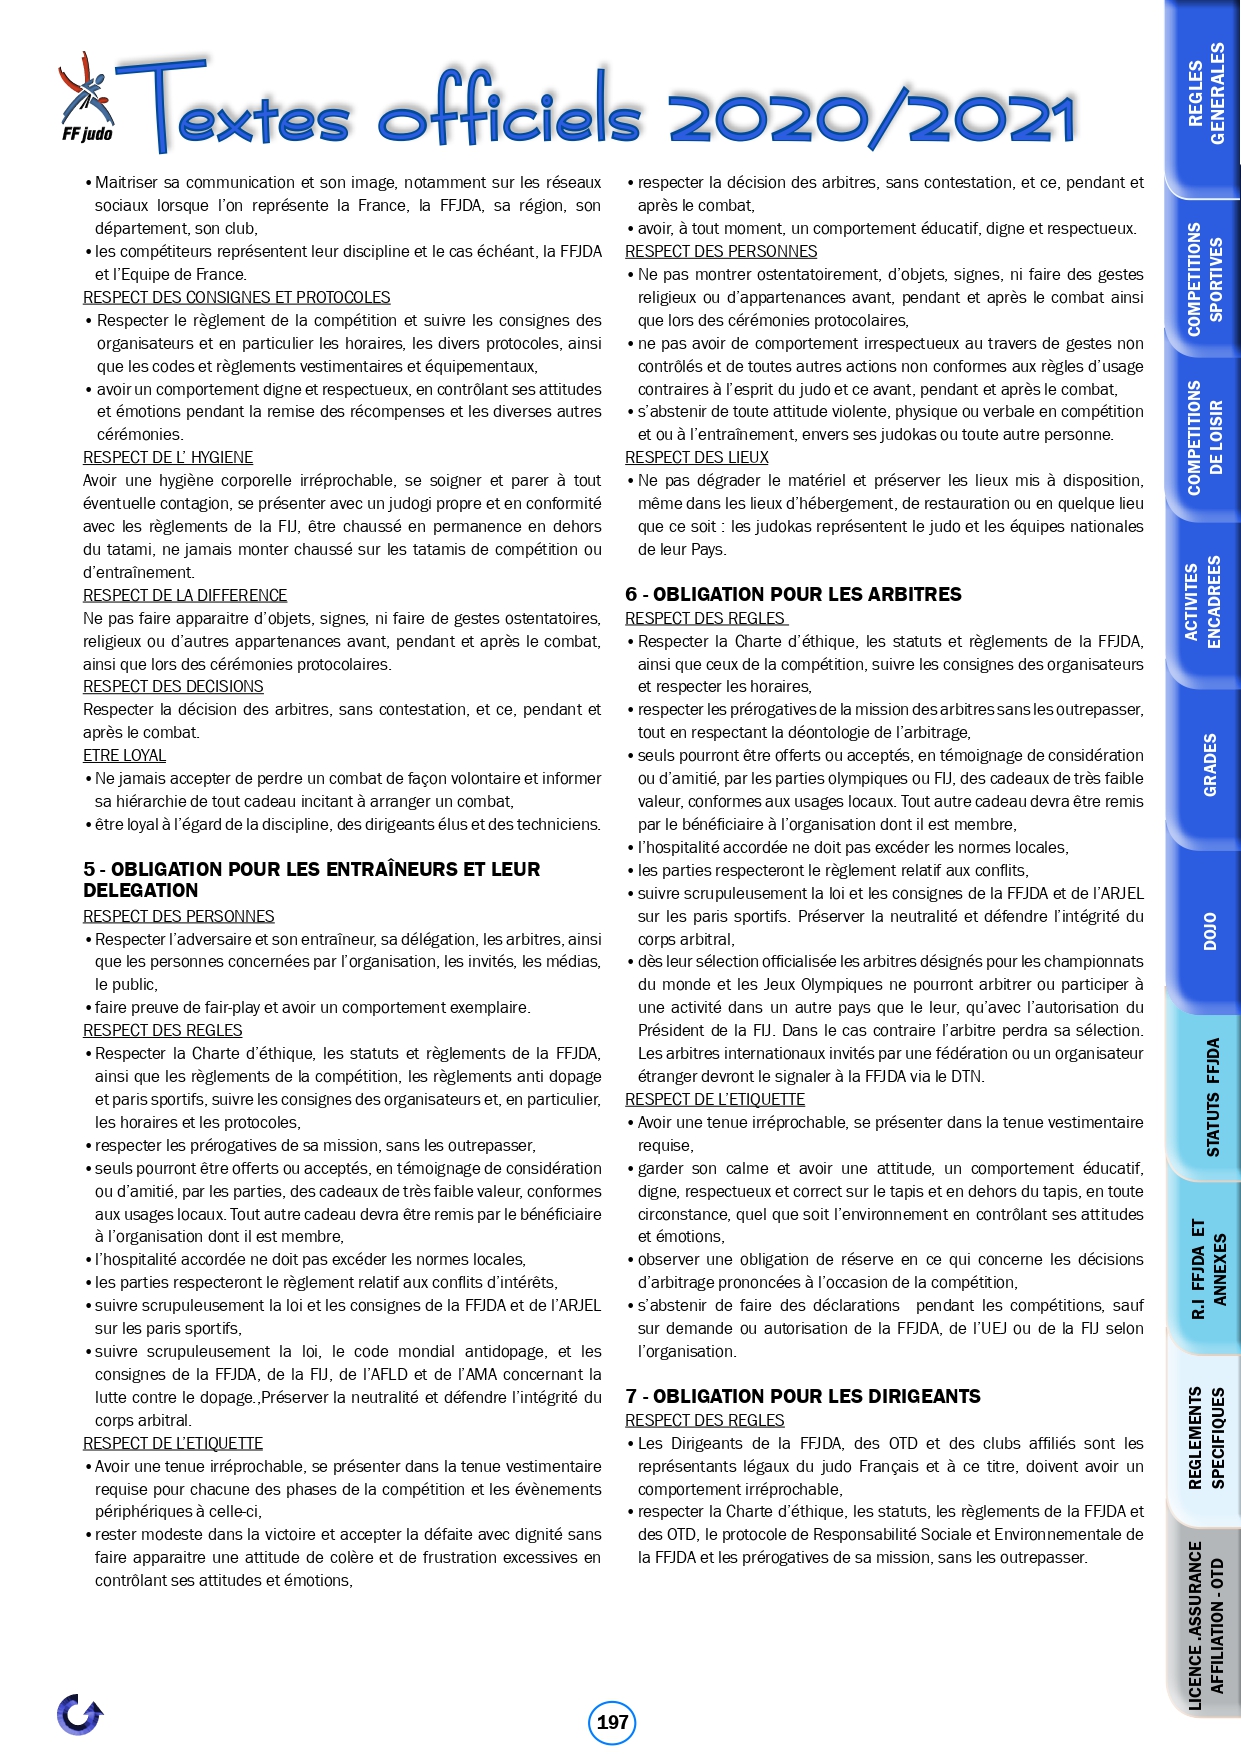 FF judo
Textes officiels 2020/2021
• Maitriser sa communication et son image, notamment sur les réseaux
sociaux lorsque l’on représente la France, la FFJDA, sa région, son
département, son club,
• les compétiteurs représentent leur discipline et le cas échéant, la FFJDA
et l’Equipe de France.
RESPECT DES CONSIGNES ET PROTOCOLES
• Respecter le règlement de la compétition et suivre les consignes des
organisateurs et en particulier les horaires, les divers protocoles, ainsi
que les codes et règlements vestimentaires et équipementaux,
• avoir un comportement digne et respectueux, en contrôlant ses attitudes
et émotions pendant la remise des récompenses et les diverses autres
cérémonies.
RESPECT DE L’ HYGIENE
Avoir une hygiène corporelle irréprochable, se soigner et parer à tout
éventuelle contagion, se présenter avec un judogi propre et en conformité
avec les règlements de la FIJ, être chaussé en permanence en dehors
du tatami, ne jamais monter chaussé sur les tatamis de compétition ou
d’entraînement.
RESPECT DE LA DIFFERENCE
Ne pas faire apparaitre d’objets, signes, ni faire de gestes ostentatoires,
religieux ou d’autres appartenances avant, pendant et après le combat,
ainsi que lors des cérémonies protocolaires.
RESPECT DES DECISIONS
Respecter la décision des arbitres, sans contestation, et ce, pendant et
après le combat.
ETRE LOYAL
• Ne jamais accepter de perdre un combat de façon volontaire et informer
sa hiérarchie de tout cadeau incitant à arranger un combat,
• être loyal à l’égard de la discipline, des dirigeants élus et des techniciens.
5 - OBLIGATION POUR LES ENTRAÎNEURS ET LEUR
DELEGATION
RESPECT DES PERSONNES
• Respecter l’adversaire et son entraîneur, sa délégation, les arbitres, ainsi
que les personnes concernées par l’organisation, les invités, les médias,
le public,
• faire preuve de fair-play et avoir un comportement exemplaire.
RESPECT DES REGLES
• Respecter la Charte d’éthique, les statuts et règlements de la FFJDA,
ainsi que les règlements de la compétition, les règlements anti dopage
et paris sportifs, suivre les consignes des organisateurs et, en particulier,
les horaires et les protocoles,
• respecter les prérogatives de sa mission, sans les outrepasser,
• seuls pourront être offerts ou acceptés, en témoignage de considération
ou d’amitié, par les parties, des cadeaux de très faible valeur, conformes
aux usages locaux. Tout autre cadeau devra être remis par le bénéficiaire
à l’organisation dont il est membre,
• l’hospitalité accordée ne doit pas excéder les normes locales,
• les parties respecteront le règlement relatif aux conflits d’intérêts,
• suivre scrupuleusement la loi et les consignes de la FFJDA et de l’ARJEL
sur les paris sportifs,
• suivre scrupuleusement la loi, le code mondial antidopage, et les
consignes de la FFJDA, de la FIJ, de l’AFLD et de l’AMA concernant la
lutte contre le dopage.,Préserver la neutralité et défendre l’intégrité du
corps arbitral.
RESPECT DE L’ETIQUETTE
• Avoir une tenue irréprochable, se présenter dans la tenue vestimentaire
requise pour chacune des phases de la compétition et les évènements
périphériques à celle-ci,
• rester modeste dans la victoire et accepter la défaite avec dignité sans
faire apparaitre une attitude de colère et de frustration excessives en
contrôlant ses attitudes et émotions,
• respecter la décision des arbitres, sans contestation, et ce, pendant et
après le combat,
• avoir, à tout moment, un comportement éducatif, digne et respectueux.
RESPECT DES PERSONNES
• Ne pas montrer ostentatoirement, d’objets, signes, ni faire des gestes
religieux ou d’appartenances avant, pendant et après le combat ainsi
que lors des cérémonies protocolaires,
• ne pas avoir de comportement irrespectueux au travers de gestes non
contrôlés et de toutes autres actions non conformes aux règles d’usage
contraires à l’esprit du judo et ce avant, pendant et après le combat,
• s’abstenir de toute attitude violente, physique ou verbale en compétition
et ou à l’entraînement, envers ses judokas ou toute autre personne.
RESPECT DES LIEUX
• Ne pas dégrader le matériel et préserver les lieux mis à disposition,
même dans les lieux d’hébergement, de restauration ou en quelque lieu
que ce soit : les judokas représentent le judo et les équipes nationales
de leur Pays.
6 - OBLIGATION POUR LES ARBITRES
RESPECT DES REGLES
• Respecter la Charte d’éthique, les statuts et règlements de la FFJDA,
ainsi que ceux de la compétition, suivre les consignes des organisateurs
et respecter les horaires,
• respecter les prérogatives de la mission des arbitres sans les outrepasser,
tout en respectant la déontologie de l’arbitrage,
• seuls pourront être offerts ou acceptés, en témoignage de considération
ou d’amitié, par les parties olympiques ou FIJ, des cadeaux de très faible
valeur, conformes aux usages locaux. Tout autre cadeau devra être remis
par le bénéficiaire à l’organisation dont il est membre,
• l’hospitalité accordée ne doit pas excéder les normes locales,
• les parties respecteront le règlement relatif aux conflits,
• suivre scrupuleusement la loi et les consignes de la FFJDA et de l’ARJEL
sur les paris sportifs. Préserver la neutralité et défendre l’intégrité du
corps arbitral,
• dès leur sélection officialisée les arbitres désignés pour les championnats
du monde et les Jeux Olympiques ne pourront arbitrer ou participer à
une activité dans un autre pays que le leur, qu’avec l’autorisation du
Président de la FIJ. Dans le cas contraire l’arbitre perdra sa sélection.
Les arbitres internationaux invités par une fédération ou un organisateur
étranger devront le signaler à la FFJDA via le DTN.
RESPECT DE L’ETIQUETTE
• Avoir une tenue irréprochable, se présenter dans la tenue vestimentaire
requise,
• garder son calme et avoir une attitude, un comportement éducatif,
digne, respectueux et correct sur le tapis et en dehors du tapis, en toute
circonstance, quel que soit l’environnement en contrôlant ses attitudes
et émotions,
• observer une obligation de réserve en ce qui concerne les décisions
d’arbitrage prononcées à l’occasion de la compétition,
• s’abstenir de faire des déclarations pendant les compétitions, sauf
sur demande ou autorisation de la FFJDA, de l’UEJ ou de la FIJ selon
l’organisation.
7 - OBLIGATION POUR LES DIRIGEANTS
RESPECT DES REGLES
• Les Dirigeants de la FFJDA, des OTD et des clubs affiliés sont les
représentants légaux du judo Français et à ce titre, doivent avoir un
comportement irréprochable,
• respecter la Charte d’éthique, les statuts, les règlements de la FFJDA et
des OTD, le protocole de Responsabilité Sociale et Environnementale de
la FFJDA et les prérogatives de sa mission, sans les outrepasser.
REGLES
GENERALES
COMPETITIONS
SPORTIVES
COMPETITIONS
DE LOISIR
ACTIVITES
ENCADREES
GRADES
DOJO
STATUTS FFJDA
R.I FFJDA ET
ANNEXES
REGLEMENTS
SPECIFIQUES
LICENCE .ASSURANCE
AFFILIATION - OTD
197